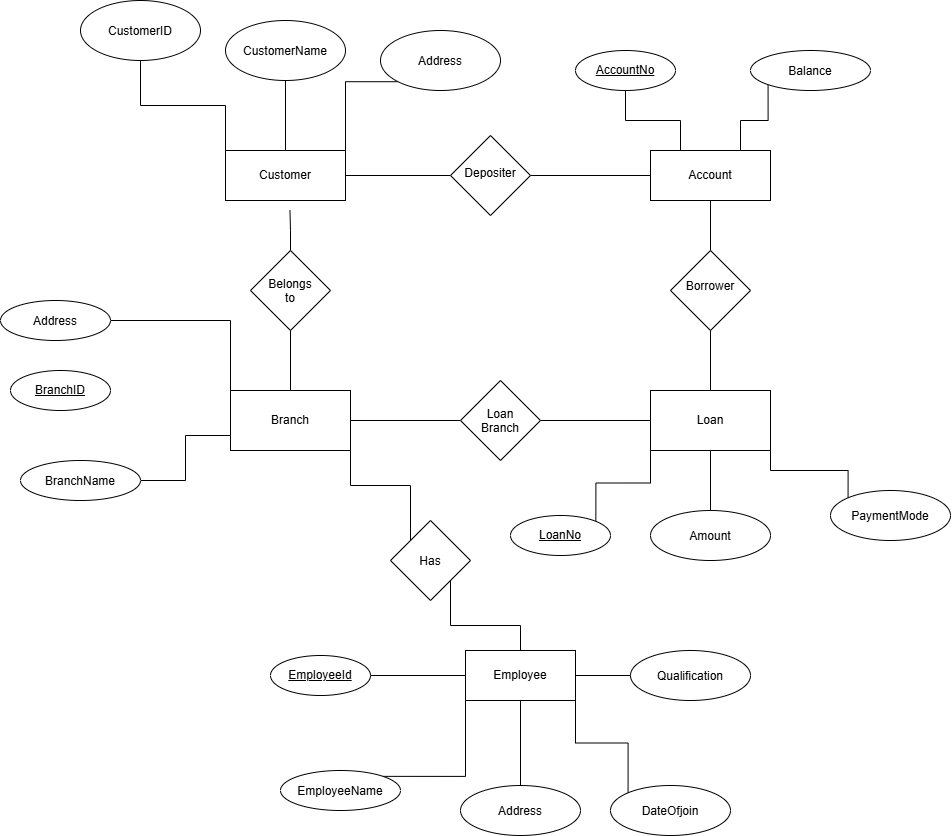 CustomerID
CustomerName
Address
AccountNo
Balance
Customer
Depositer
Account
Belongs
to
Borrower
Address
BranchID
Branch
Loan
Branch
Loan
BranchName
LoanNo
Amount
PaymentMode
Has
EmployeeId
Employee
Qualification
EmployeeName
Address
DateOfjoin